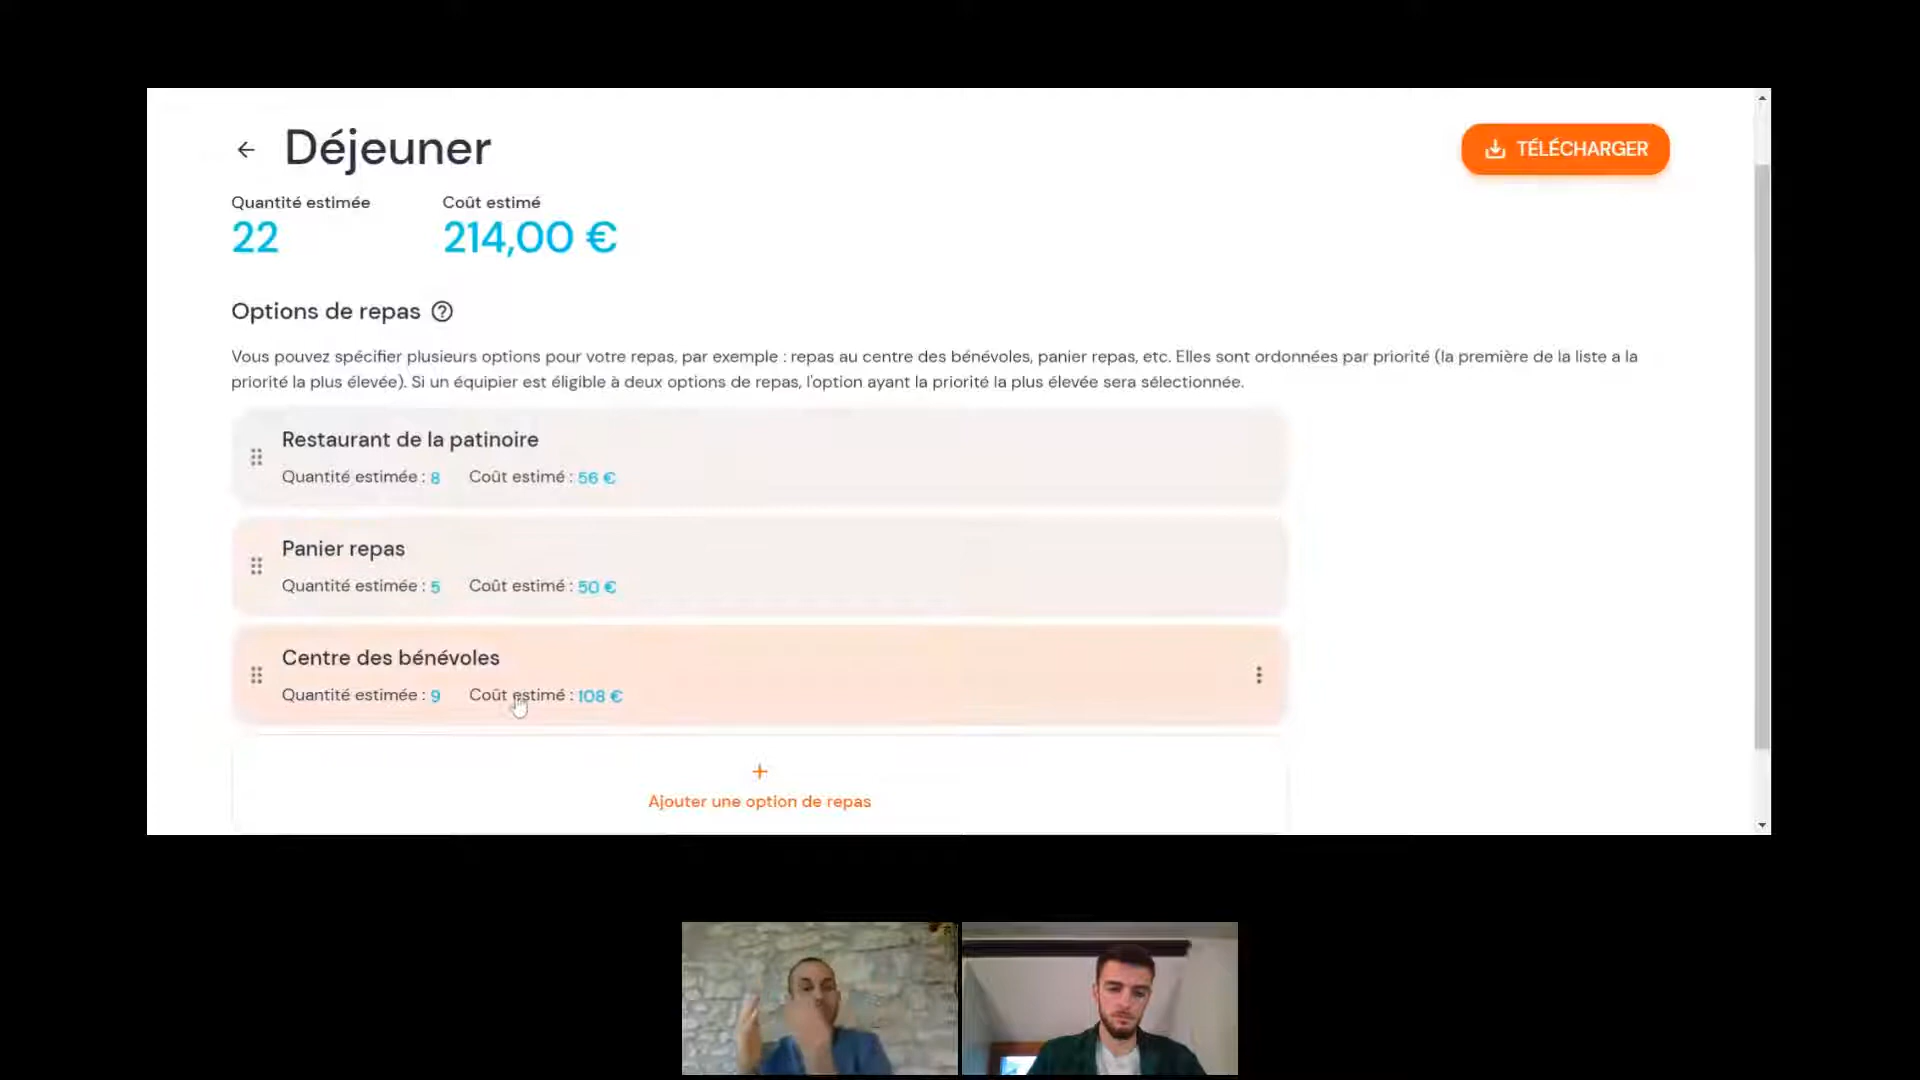 Déjeuner
TÉLÉCHARGER
Quantité estimée
Coût estimé
22
214,00 €
Options de repas
Vous pouvez spécifier plusieurs options pour votre repas, par exemple : repas au centre des bénévoles, panier repas, etc. Elles sont ordonnées par priorité (la première de la liste a la
priorité la plus élevée). Si un équipier est éligible à deux options de repas, l'option ayant la priorité la plus élevée sera sélectionnée.
Restaurant de la patinoire
Quantité estimée : 8 Coût estimé : 56 €
Panier repas
Quantité estimée : 5 Coût estimé : 50 €
Centre des bénévoles
Quantité estimée : 9 Coût estimé : 108 €
+
Ajouter une option de repas